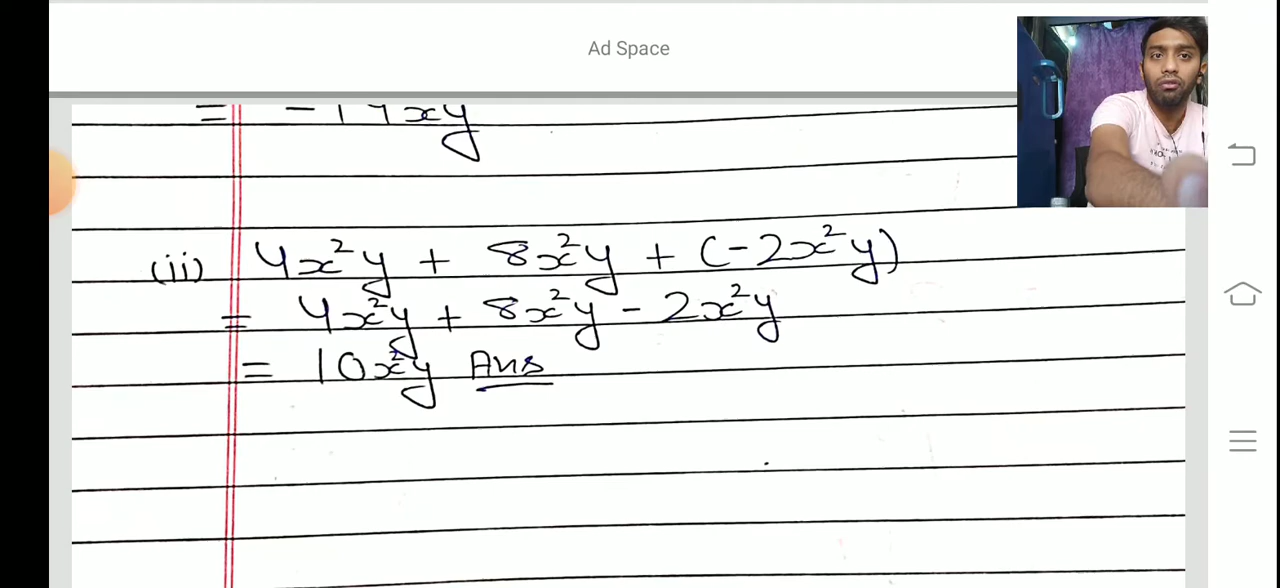 Ad Space
= -14xy
(ii) 4x²y + 8x²y + (-2x²y)
= 4x²y + 8x²y - 2x²y
= 10x²y Ans